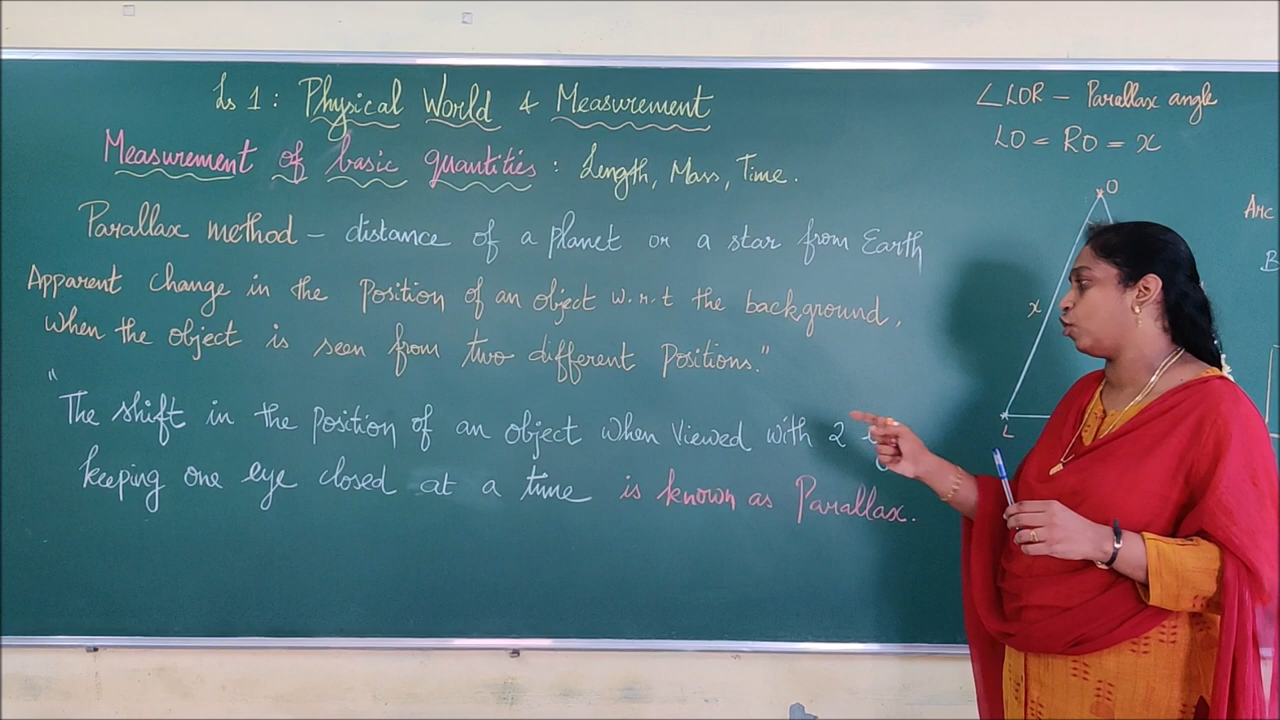 Ls 1 : Physical World & Measurement
Measurement of basic quantities : Length, Mass, Time.
Parallax method – distance of a planet or a star from Earth
Apparent Change in the Position of an object w.r.t the background,
When the object is seen from two different Positions."
"The shift in the Position of an object when Viewed with 2
keeping one eye closed at a time is known as Parallax.
∠LOR – Parallax angle
LO = RO = x
O
x
L
Arc
B